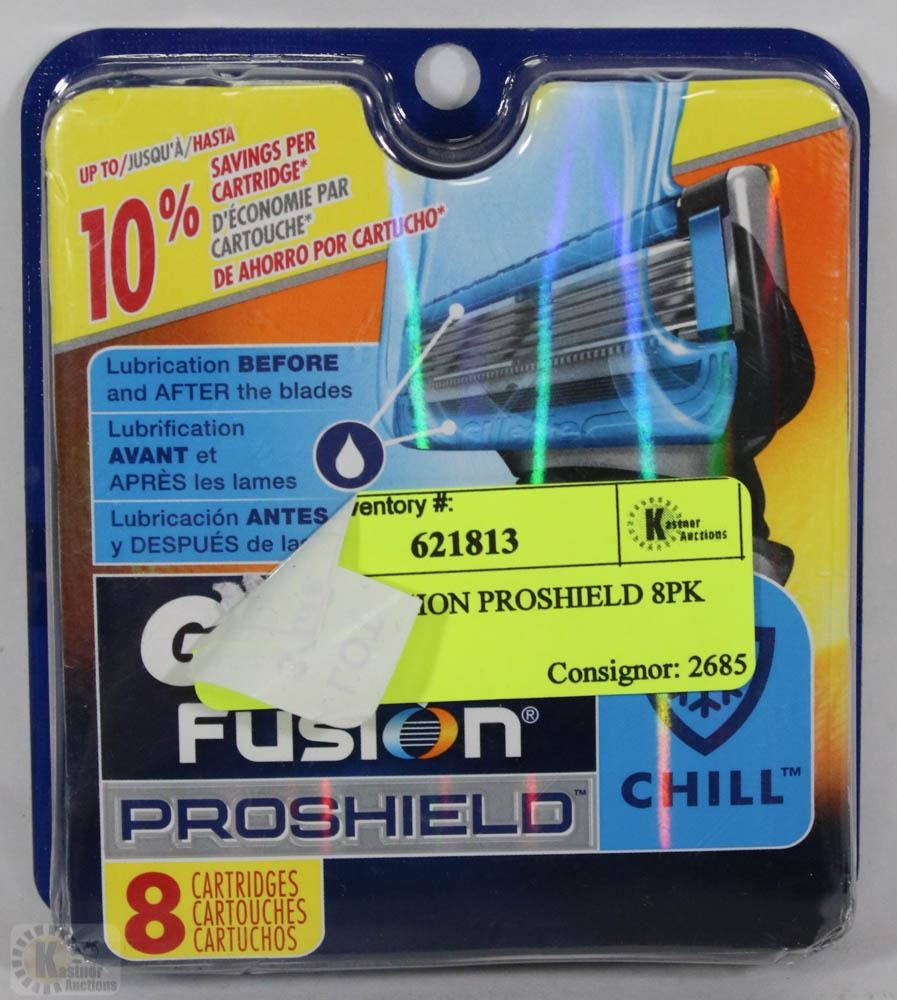 UP TO/JUSQU'À/HASTA
10%
SAVINGS PER
CARTRIDGE*
D'ÉCONOMIE PAR
CARTOUCHE*
DE AHORRO POR CARTUCHO*
Lubrication BEFORE
and AFTER the blades
Lubrification
AVANT et
APRÈS les lames
Lubricación ANTES
y DESPUÉS de la
ventory #:
621813
Kastner
Auctions
ION PROSHIELD 8PK
Consignor: 2685
G
FUSION®
PROSHIELD™
CHILL™
8
CARTRIDGES
CARTOUCHES
CARTUCHOS
Kastner
Auctions